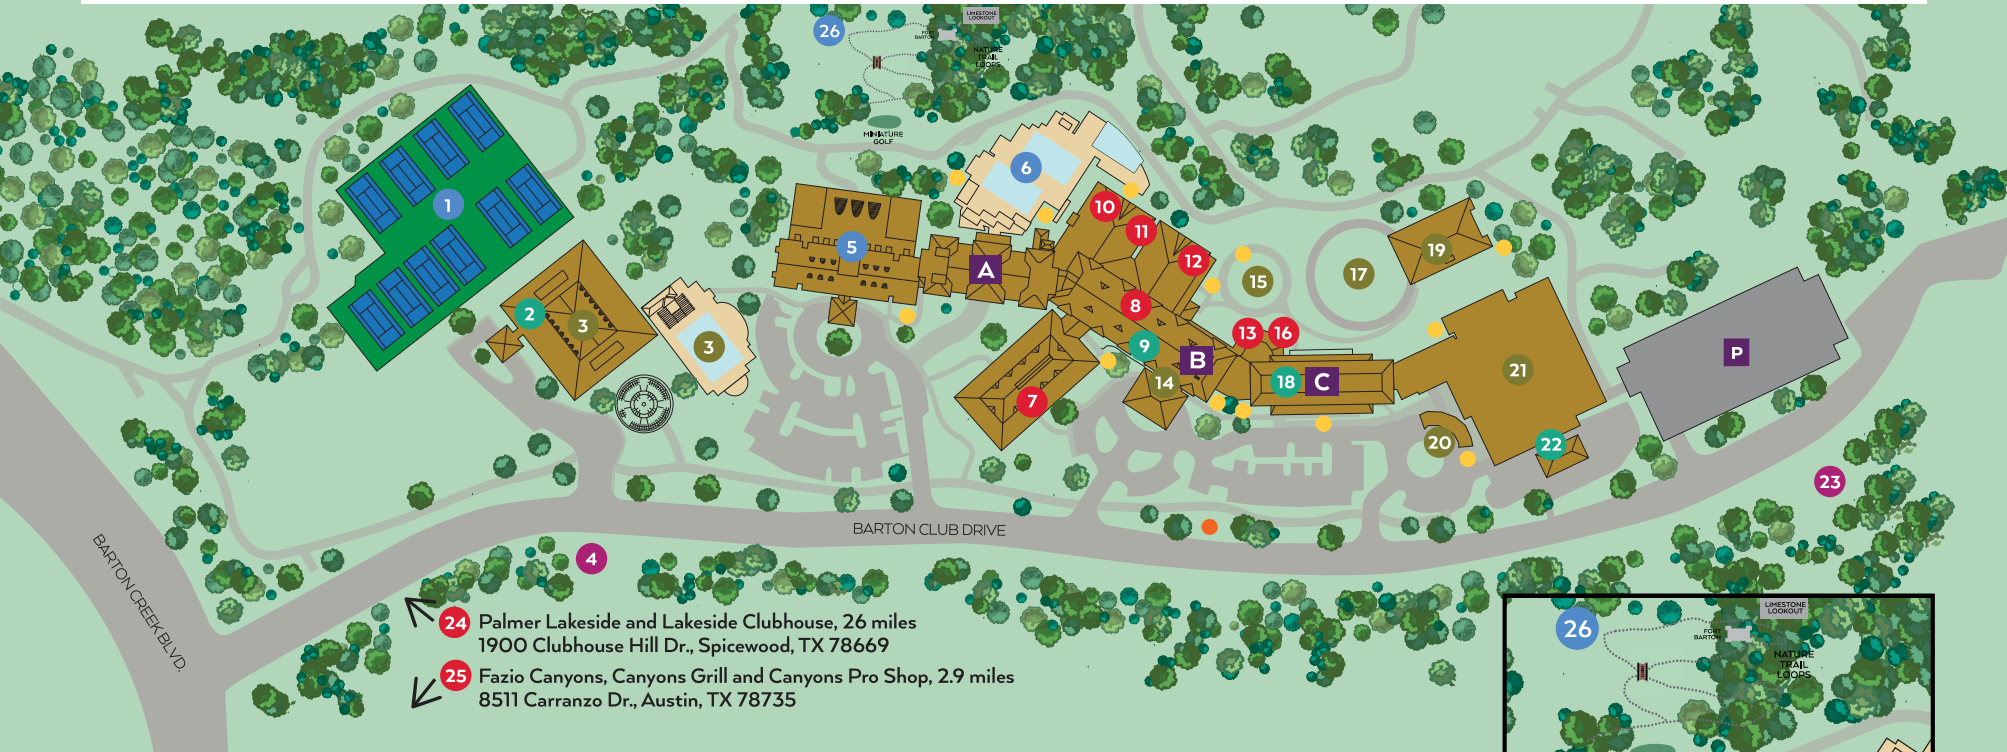 26
LIMESTONE
LOOKOUT
FORT
BARTON
NATURE
TRAIL
LOOPS
MINIATURE
GOLF
1
2
3
3
5
A
6
10
11
12
8
9
B
14
7
13
16
15
17
19
18
C
20
21
22
P
23
4
BARTON CLUB DRIVE
BARTON CREEK BLVD.
24 Palmer Lakeside and Lakeside Clubhouse, 26 miles
1900 Clubhouse Hill Dr., Spicewood, TX 78669
25 Fazio Canyons, Canyons Grill and Canyons Pro Shop, 2.9 miles
8511 Carranzo Dr., Austin, TX 78735
26
LIMESTONE
LOOKOUT
FORT
BARTON
NATURE
TRAIL
LOOPS